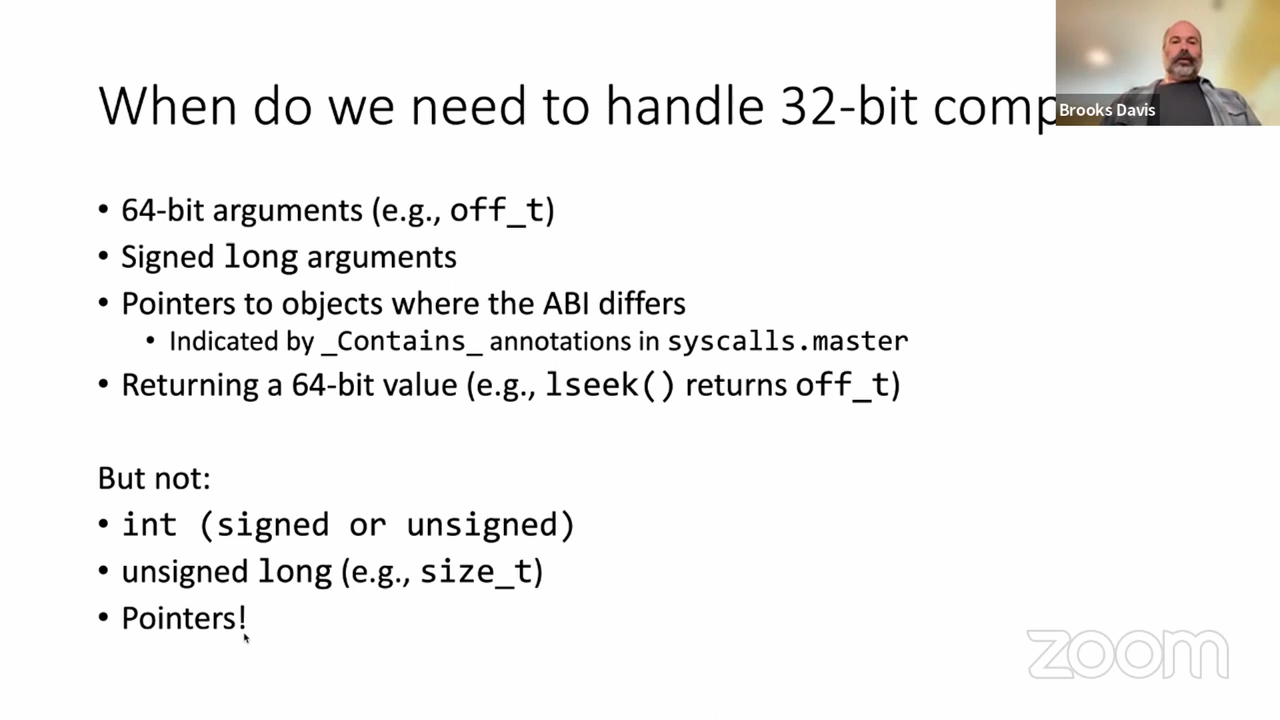 When do we need to handle 32-bit comp
Brooks Davis
• 64-bit arguments (e.g., off_t)
• Signed long arguments
• Pointers to objects where the ABI differs
• Indicated by _Contains_ annotations in syscalls.master
• Returning a 64-bit value (e.g., lseek() returns off_t)
But not:
• int (signed or unsigned)
• unsigned long (e.g., size_t)
• Pointers!
zoom